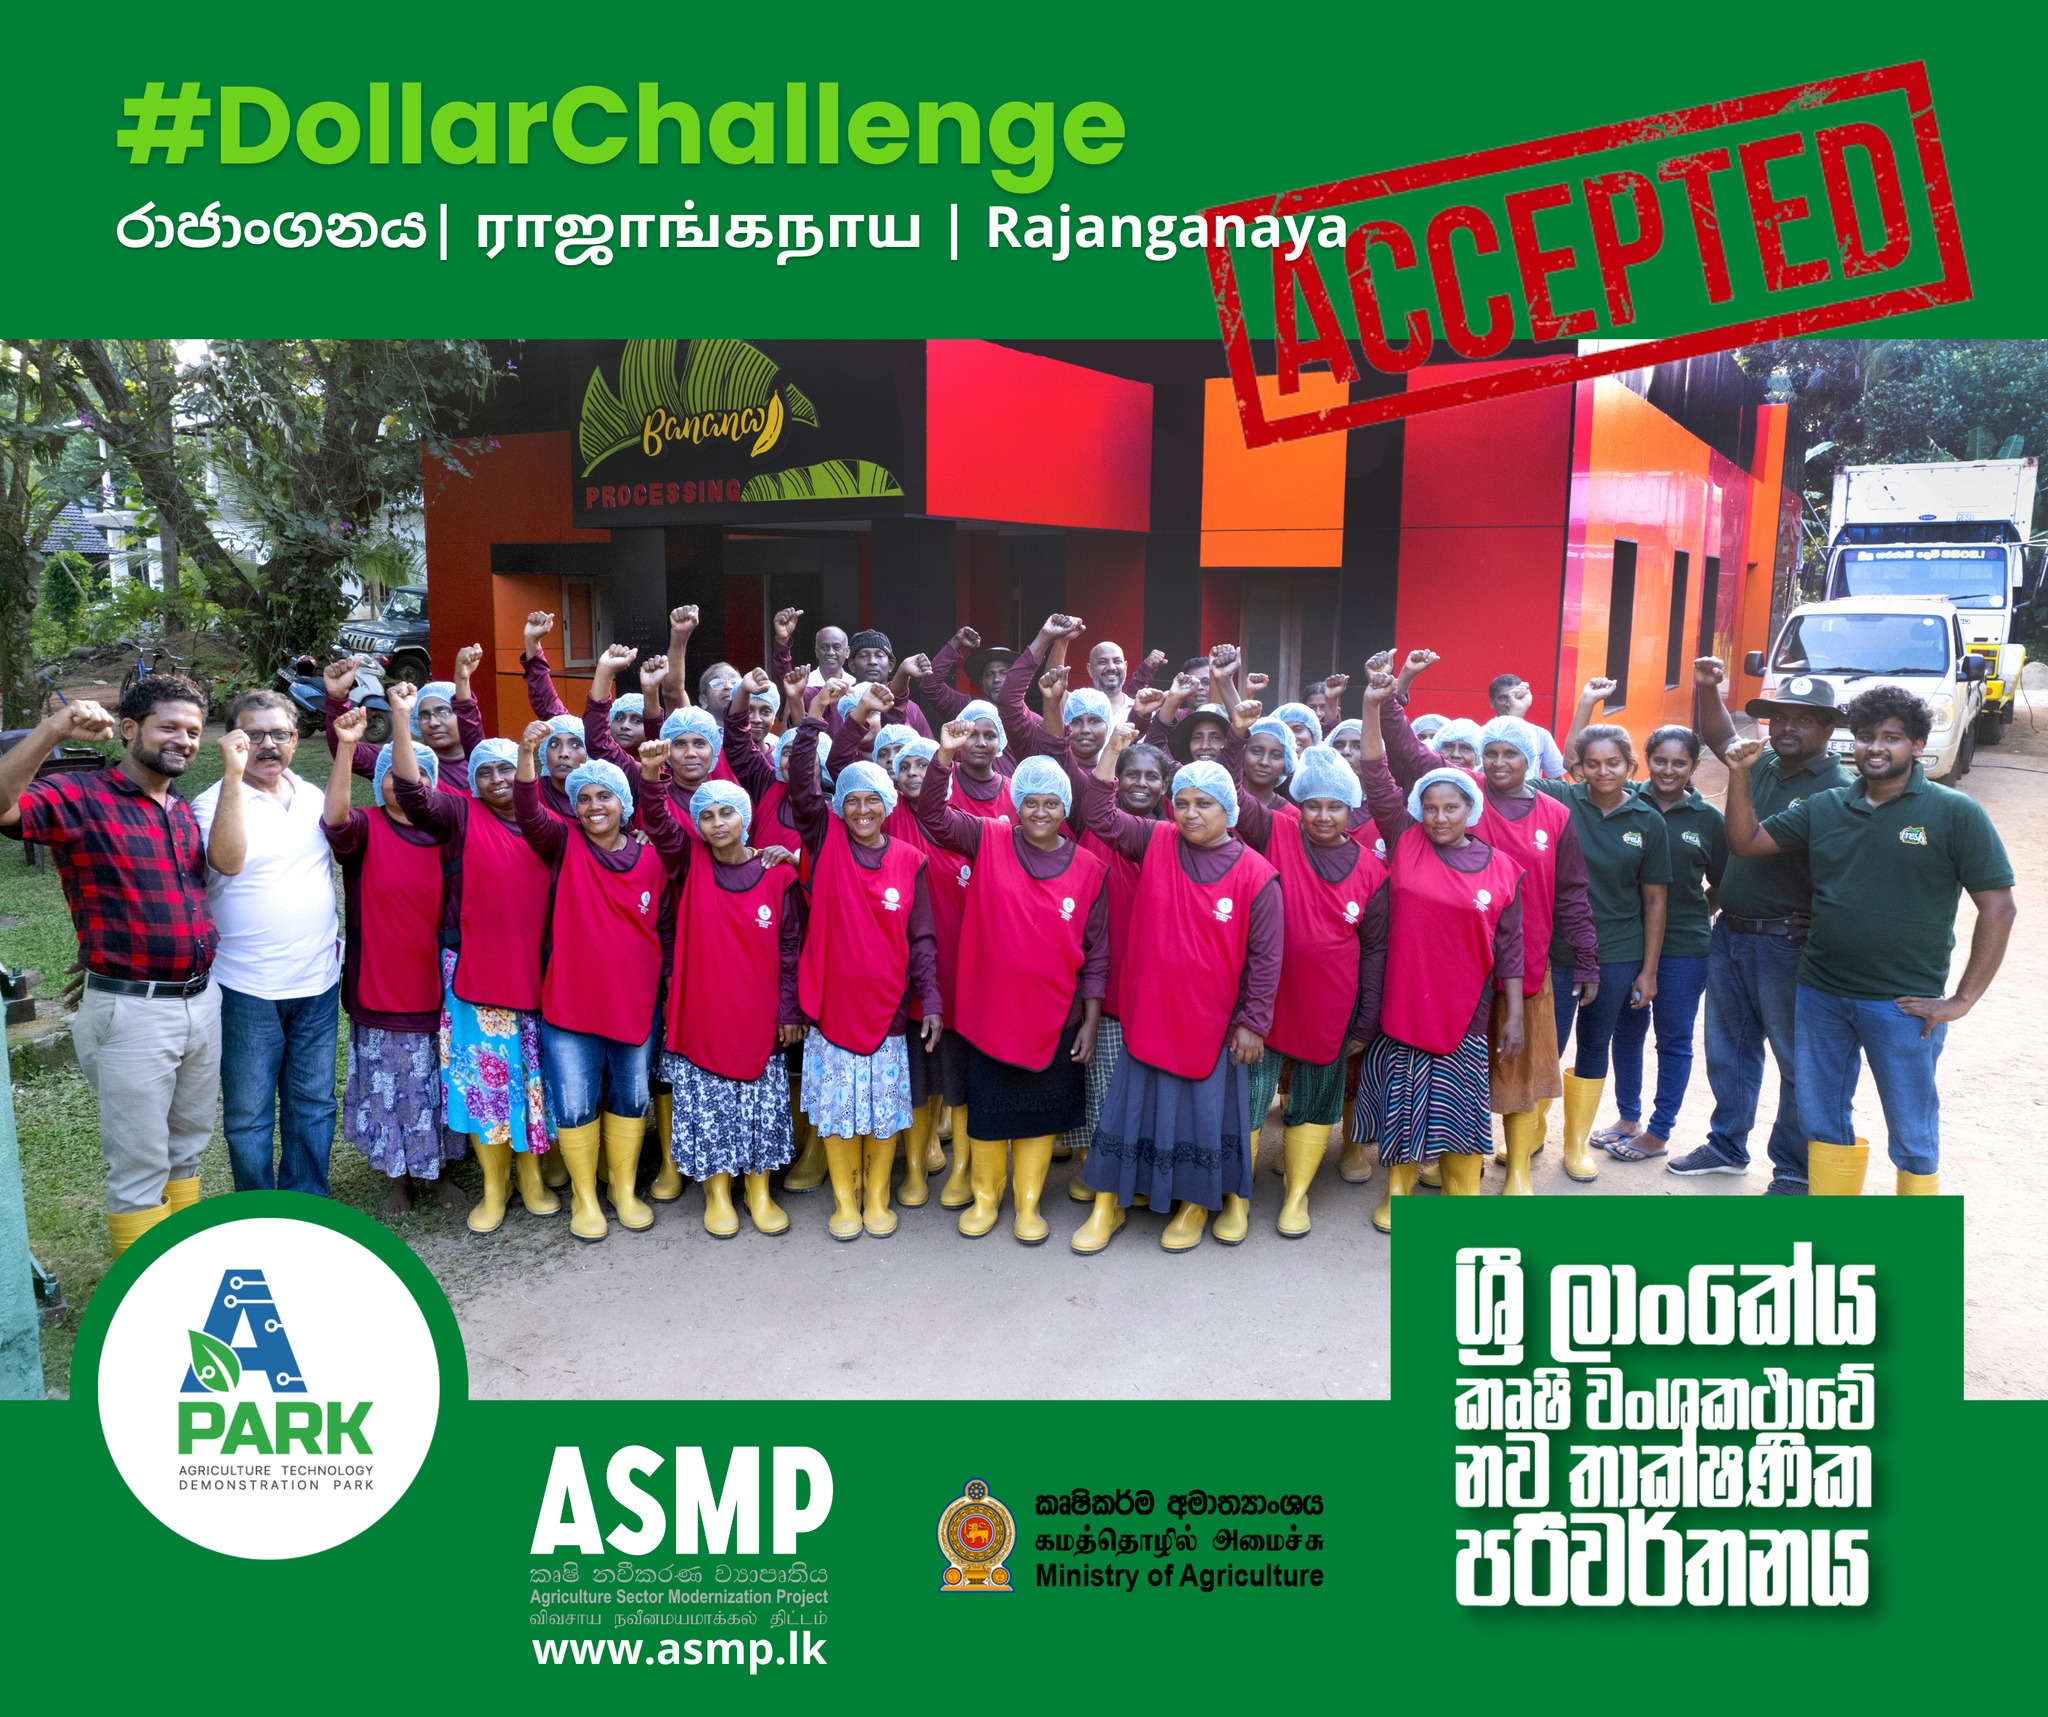 #DollarChallenge
රාජාංගනය| ராஜாங்கநாய | Rajanganaya
ACCEPTED
Banana
PROCESSING
fresh
A
PARK
AGRICULTURE TECHNOLOGY
DEMONSTRATION PARK
ASMP
කෘෂි නවීකරණ ව්‍යාපෘතිය
Agriculture Sector Modernization Project
விவசாய நவீனமயமாக்கல் திட்டம்
www.asmp.lk
කෘෂිකර්ම අමාත්‍යාංශය
கமத்தொழில் அமைச்சு
Ministry of Agriculture
ශ්‍රී ලාංකේය
කෘෂි වංශකථාවේ
නව තාක්ෂණික
පරිවර්තනය